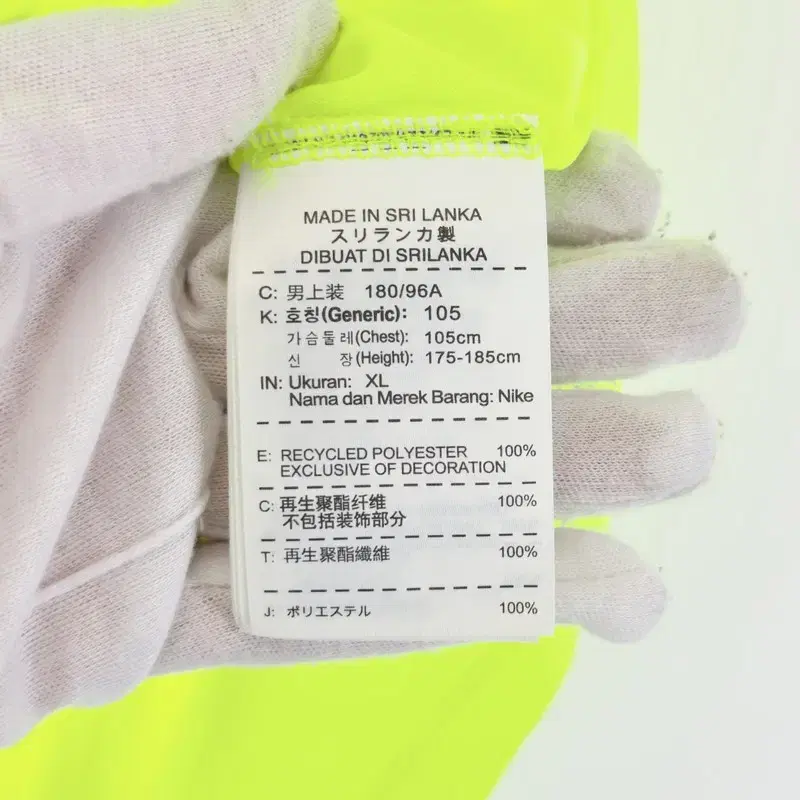 MADE IN SRI LANKA
スリランカ製
DIBUAT DI SRILANKA
C: 男上装 180/96A
K: 호칭(Generic): 105
가슴둘레(Chest): 105cm
신 장(Height): 175-185cm
IN: Ukuran: XL
Nama dan Merek Barang: Nike
E: RECYCLED POLYESTER 100%
EXCLUSIVE OF DECORATION
C: 再生聚酯纤维 100%
不包括装饰部分
T: 再生聚酯纖維 100%
J: ポリエステル 100%